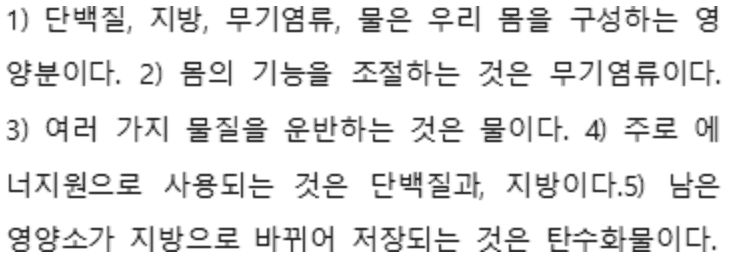 1) 단백질, 지방, 무기염류, 물은 우리 몸을 구성하는 영
양분이다. 2) 몸의 기능을 조절하는 것은 무기염류이다.
3) 여러 가지 물질을 운반하는 것은 물이다. 4) 주로 에
너지원으로 사용되는 것은 단백질과, 지방이다.5) 남은
영양소가 지방으로 바뀌어 저장되는 것은 탄수화물이다.